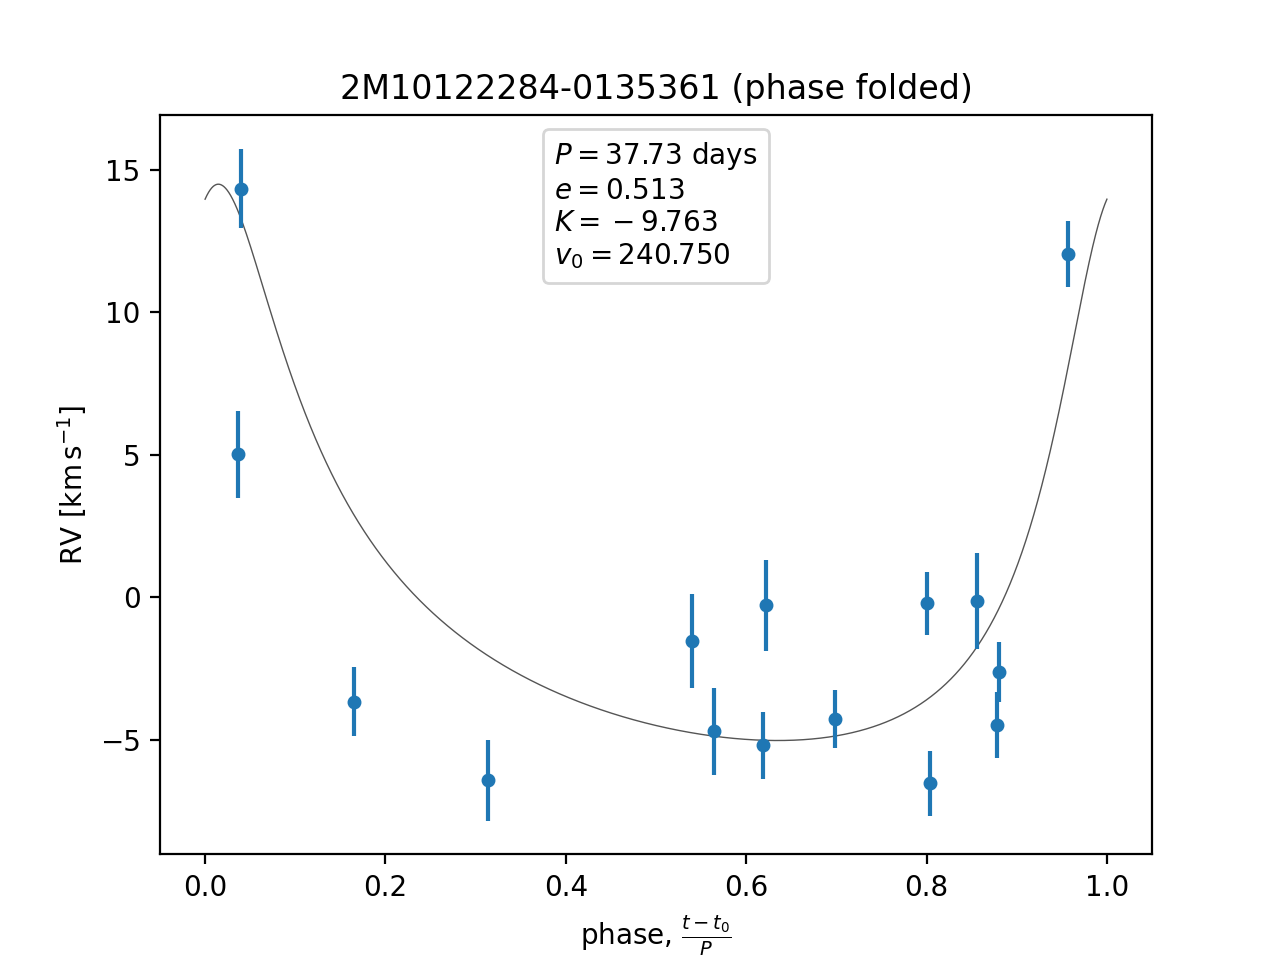 2M10122284-0135361 (phase folded)
P = 37.73 days
e = 0.513
K = −9.763
v₀ = 240.750
RV [km s⁻¹]
15
10
5
0
−5
0.0 0.2 0.4 0.6 0.8 1.0
phase, (t − t₀)/P